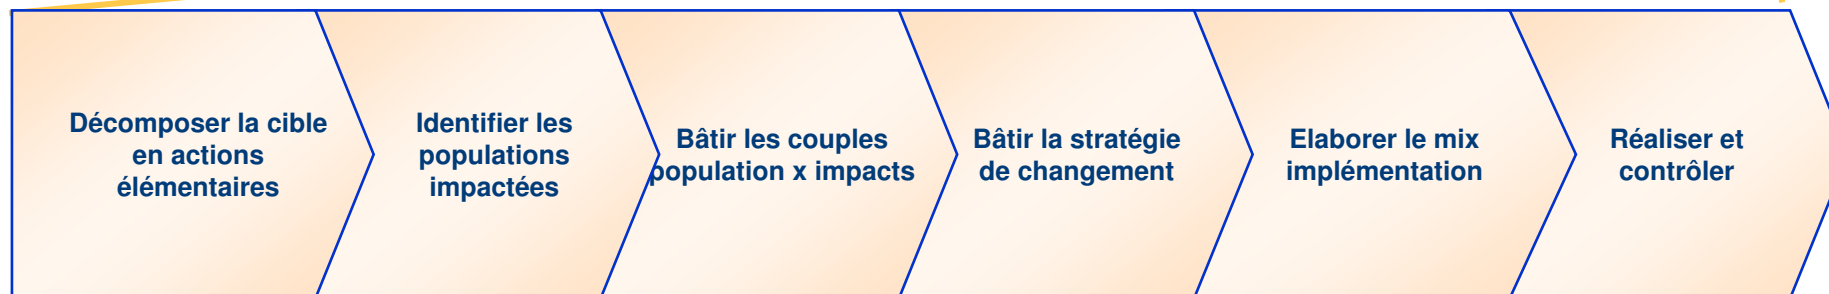 Décomposer la cible
en actions
élémentaires
Identifier les
populations
impactées
Bâtir les couples
population x impacts
Bâtir la stratégie
de changement
Elaborer le mix
implémentation
Réaliser et
contrôler